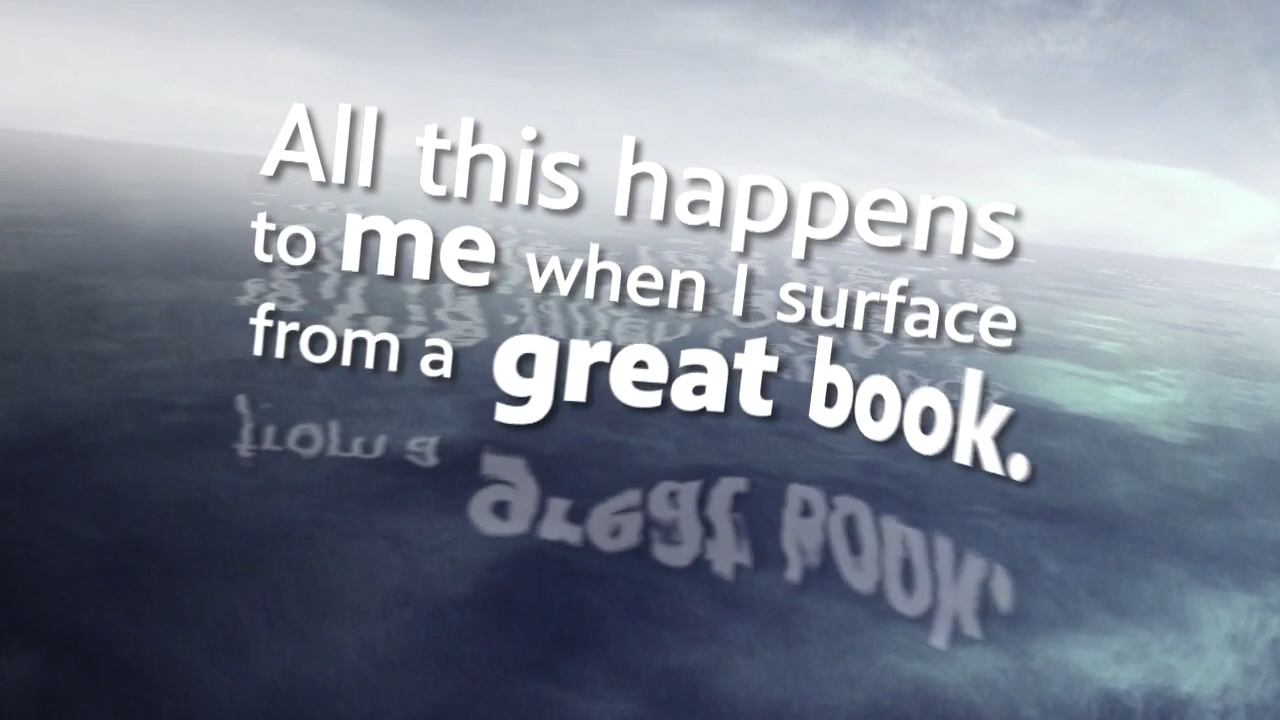 All this happens
to me when I surface
from a great book.